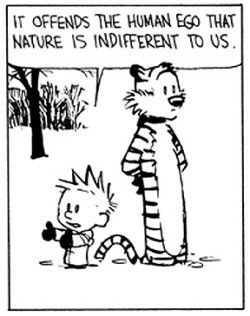 IT OFFENDS THE HUMAN EGO THAT
NATURE IS INDIFFERENT TO US.